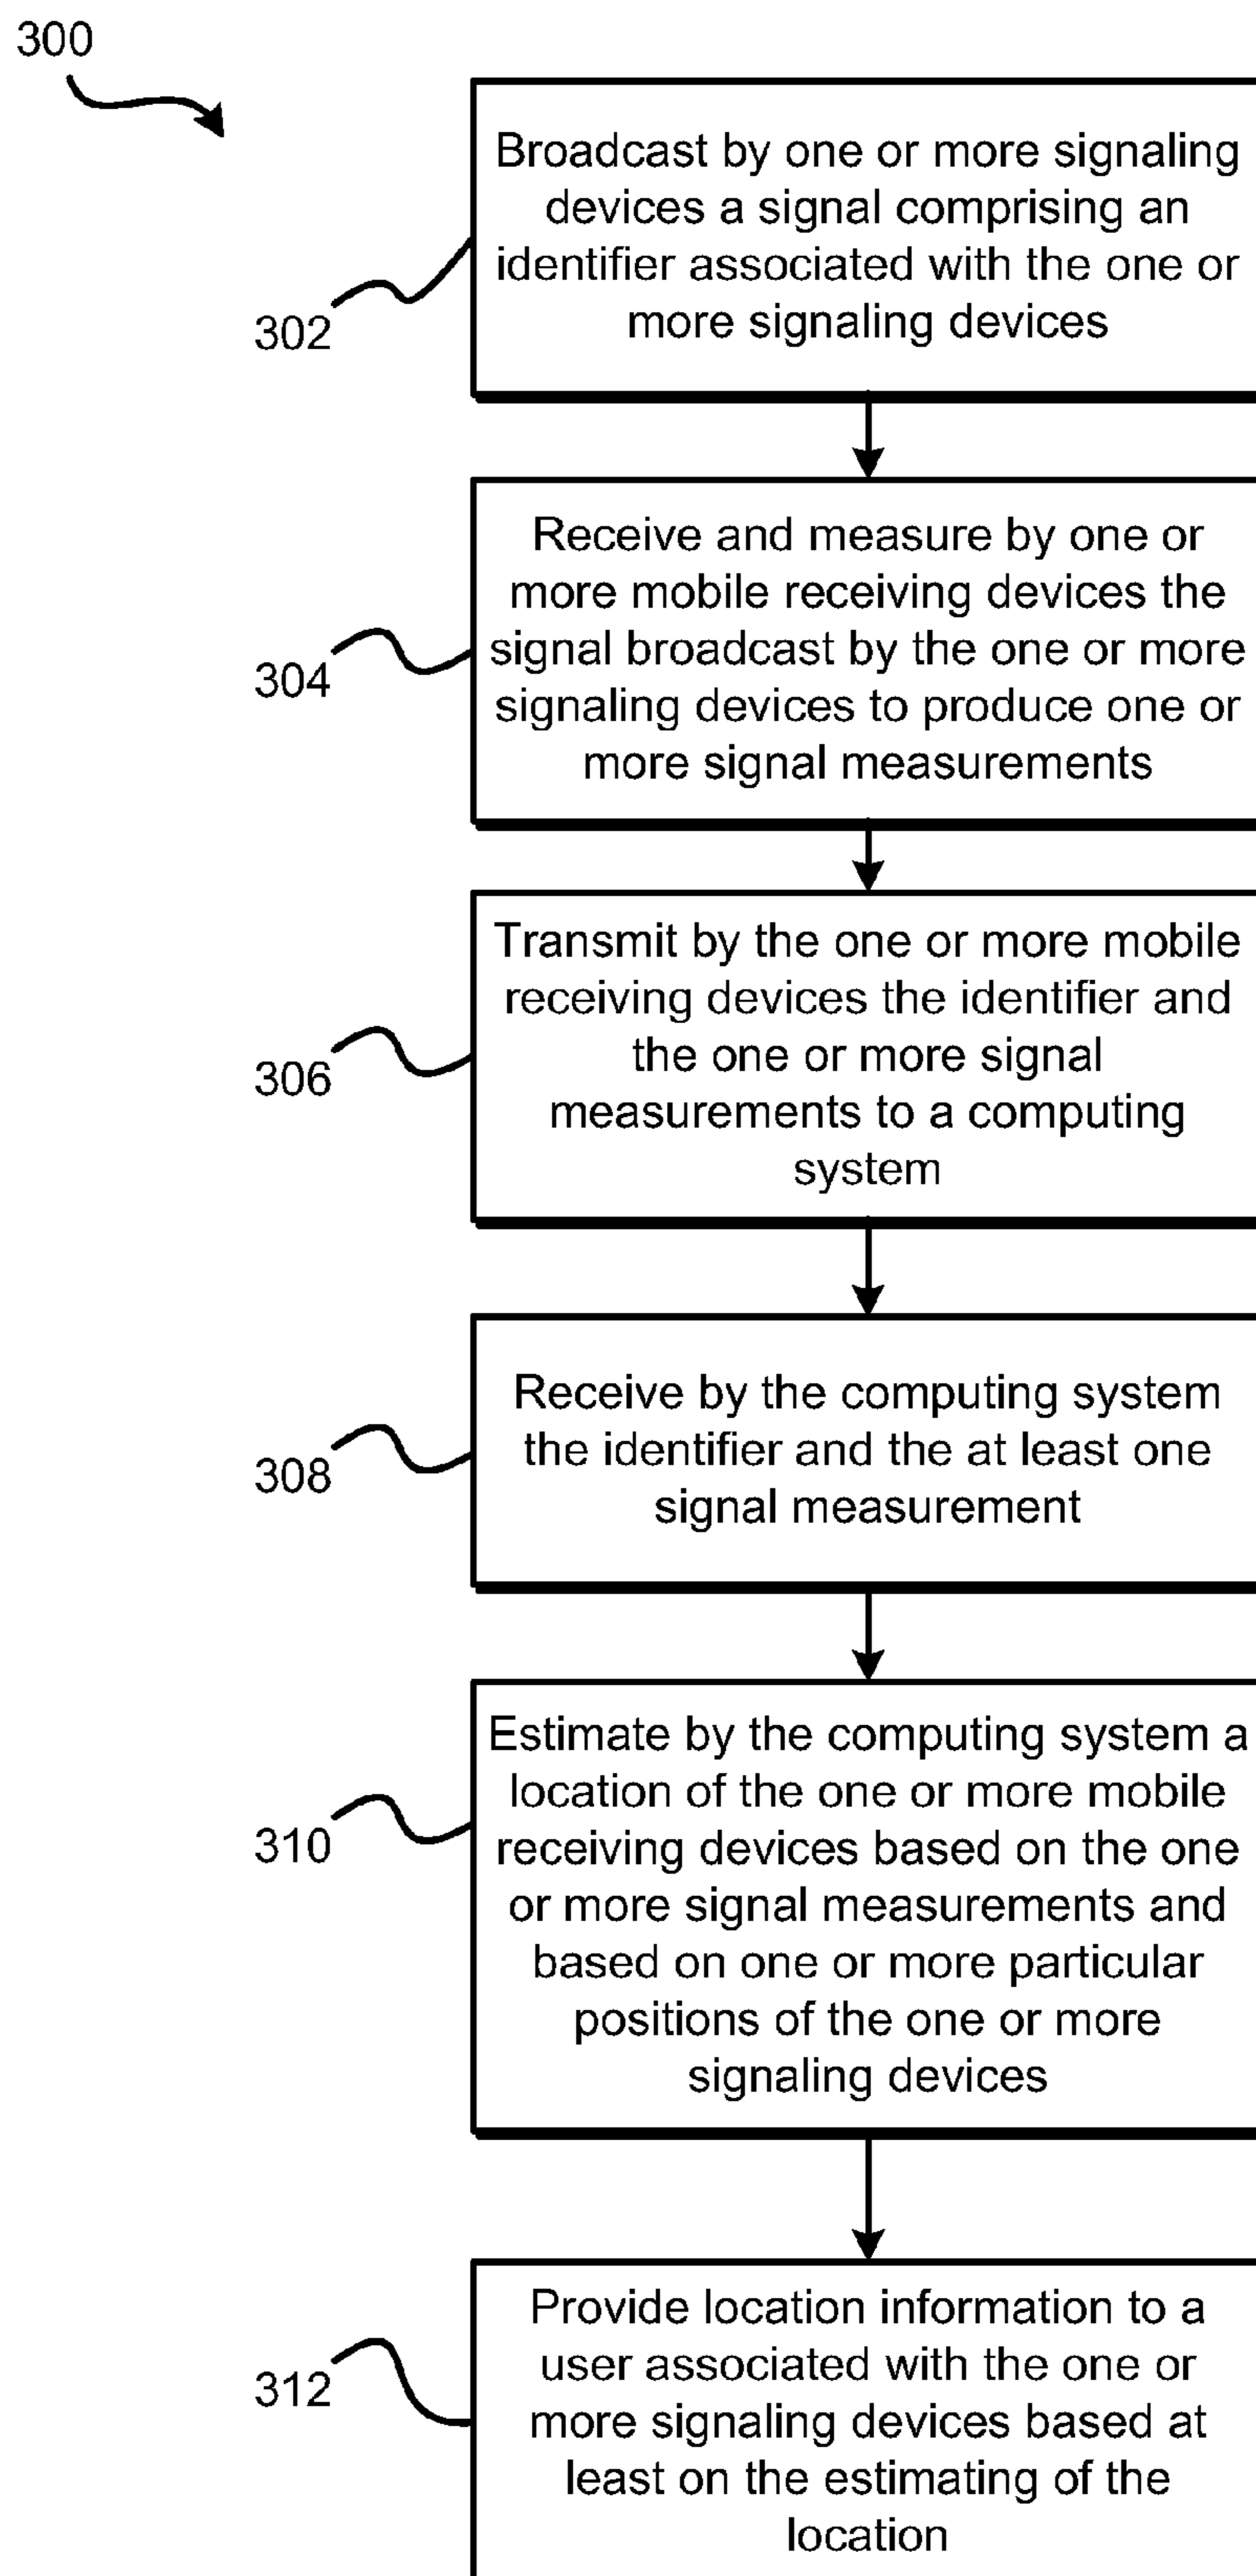 300
Broadcast by one or more signaling
devices a signal comprising an
identifier associated with the one or
more signaling devices
302
Receive and measure by one or
more mobile receiving devices the
signal broadcast by the one or more
signaling devices to produce one or
more signal measurements
304
Transmit by the one or more mobile
receiving devices the identifier and
the one or more signal
measurements to a computing
system
306
Receive by the computing system
the identifier and the at least one
signal measurement
308
Estimate by the computing system a
location of the one or more mobile
receiving devices based on the one
or more signal measurements and
based on one or more particular
positions of the one or more
signaling devices
310
Provide location information to a
user associated with the one or
more signaling devices based at
least on the estimating of the
location
312